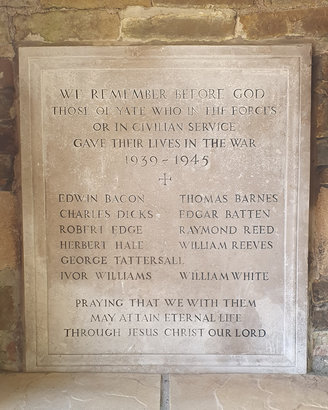 WE REMEMBER BEFORE GOD
THOSE OF YATE WHO IN THE FORCES
OR IN CIVILIAN SERVICE
GAVE THEIR LIVES IN THE WAR
1939-1945
EDWIN BACON THOMAS BARNES
CHARLES DICKS EDGAR BATTEN
ROBERT EDGE RAYMOND REED
HERBERT HALE WILLIAM REEVES
GEORGE TATTERSALL
IVOR WILLIAMS WILLIAM WHITE
PRAYING THAT WE WITH THEM
MAY ATTAIN ETERNAL LIFE
THROUGH JESUS CHRIST OUR LORD